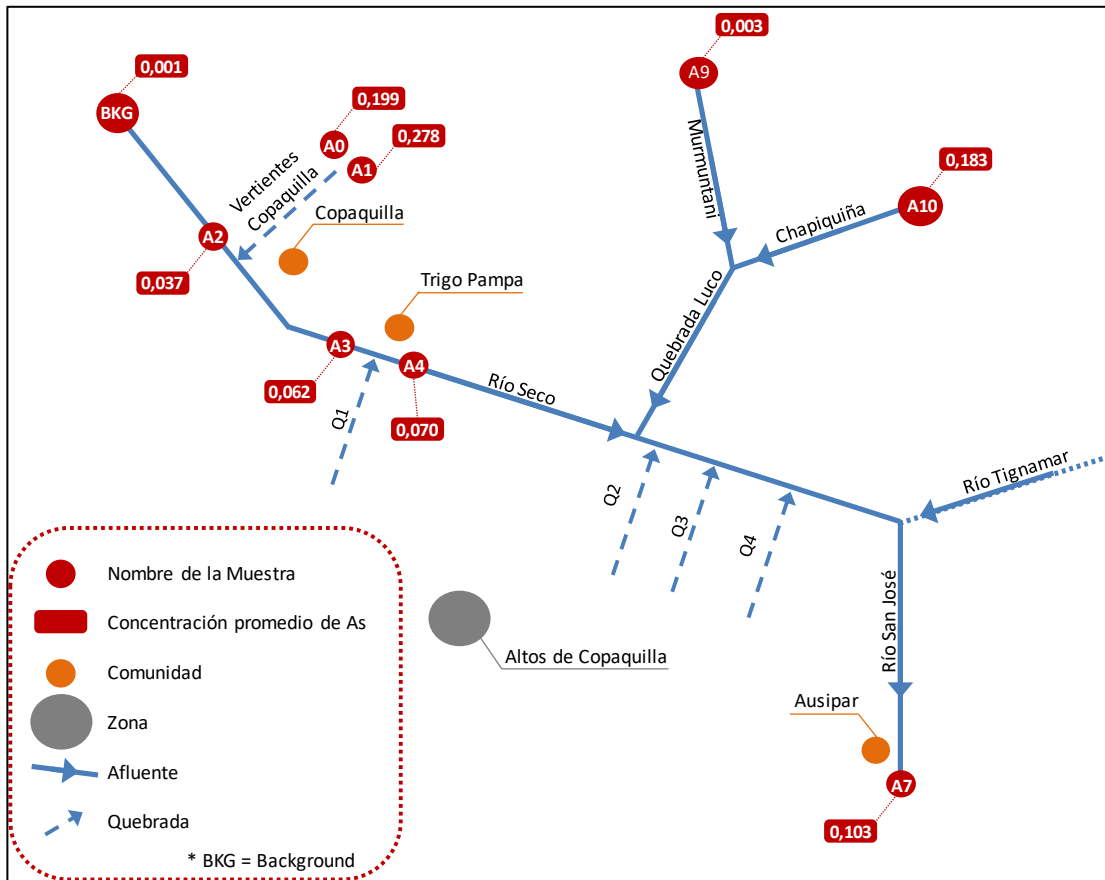 0,001
BKG
0,199
A0
0,278
A1
Vertientes
Copaquilla
A2
0,037
Copaquilla
Trigo Pampa
A3
0,062
A4
0,070
Q1
Río Seco
0,003
A9
Murmuntani
0,183
A10
Chapiquiña
Quebrada Luco
Q2
Q3
Q4
Río Tignamar
Río San José
Altos de Copaquilla
Ausipar
A7
0,103
Nombre de la Muestra
Concentración promedio de As
Comunidad
Zona
Afluente
Quebrada
* BKG = Background